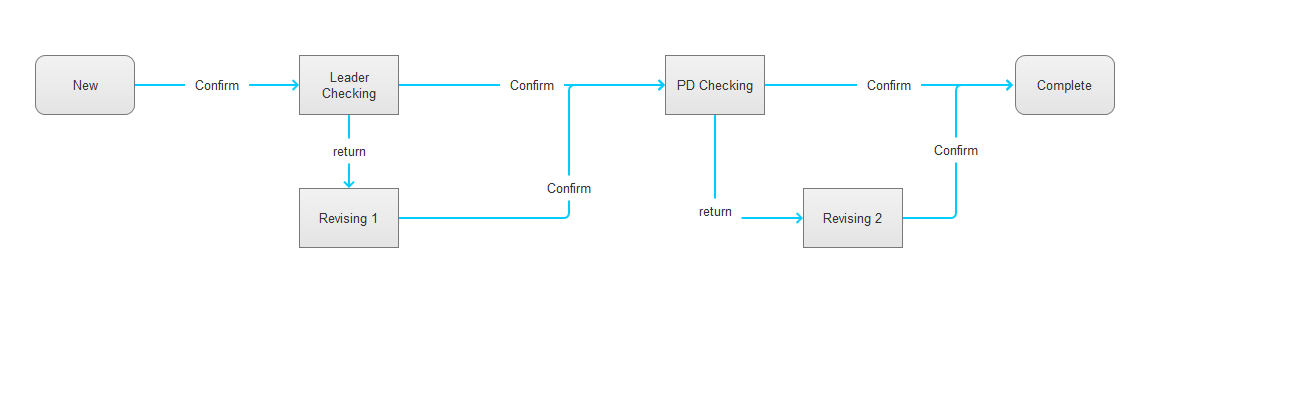 New
Confirm
Leader
Checking
Confirm
PD Checking
Confirm
Complete
return
Confirm
Confirm
return
Revising 1
Revising 2